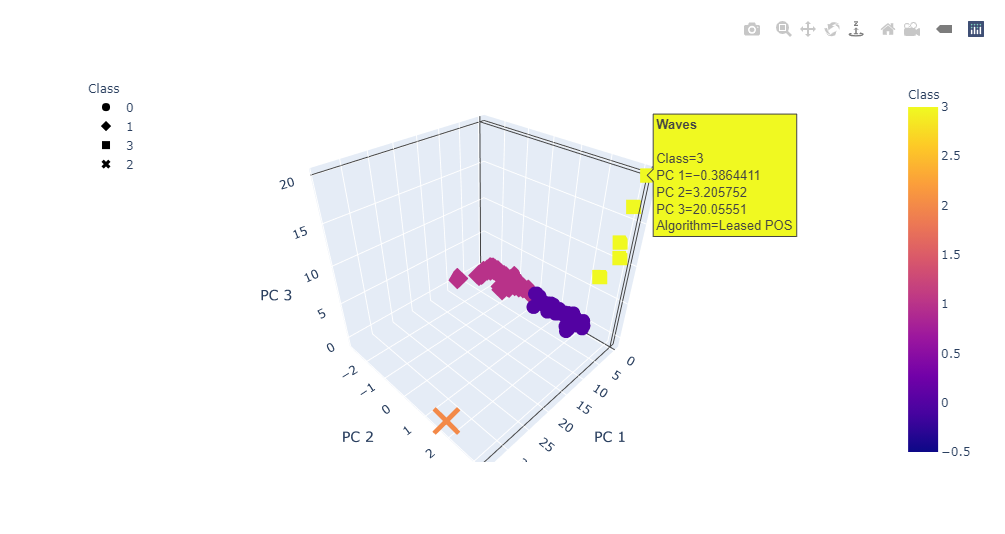 Class
0
1
3
2
Waves
Class=3
PC 1=−0.3864411
PC 2=3.205752
PC 3=20.05551
Algorithm=Leased POS
20
15
10
5
0
PC 3
−2
−1
0
1
2
PC 2
0
5
10
15
20
25
PC 1
Class
3
2.5
2
1.5
1
0.5
0
−0.5
z